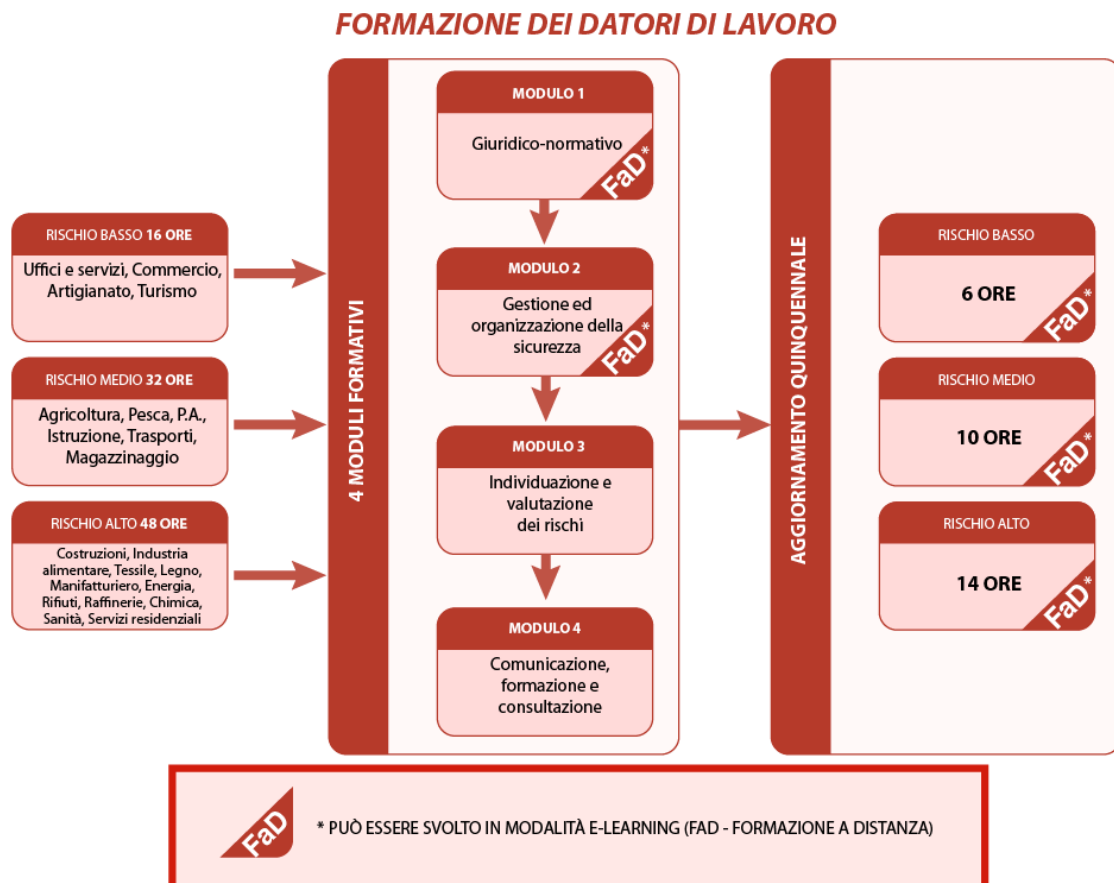 FORMAZIONE DEI DATORI DI LAVORO
RISCHIO BASSO 16 ORE
Uffici e servizi, Commercio,
Artigianato, Turismo
RISCHIO MEDIO 32 ORE
Agricoltura, Pesca, P.A.,
Istruzione, Trasporti,
Magazzinaggio
RISCHIO ALTO 48 ORE
Costruzioni, Industria
alimentare, Tessile, Legno,
Manifatturiero, Energia,
Rifiuti, Raffinerie, Chimica,
Sanità, Servizi residenziali
4 MODULI FORMATIVI
MODULO 1
Giuridico-normativo
FaD*
MODULO 2
Gestione ed
organizzazione della
sicurezza
FaD*
MODULO 3
Individuazione e
valutazione
dei rischi
MODULO 4
Comunicazione,
formazione e
consultazione
AGGIORNAMENTO QUINQUENNALE
RISCHIO BASSO
6 ORE
FaD*
RISCHIO MEDIO
10 ORE
FaD*
RISCHIO ALTO
14 ORE
FaD*
FaD
* PUÒ ESSERE SVOLTO IN MODALITÀ E-LEARNING (FAD - FORMAZIONE A DISTANZA)